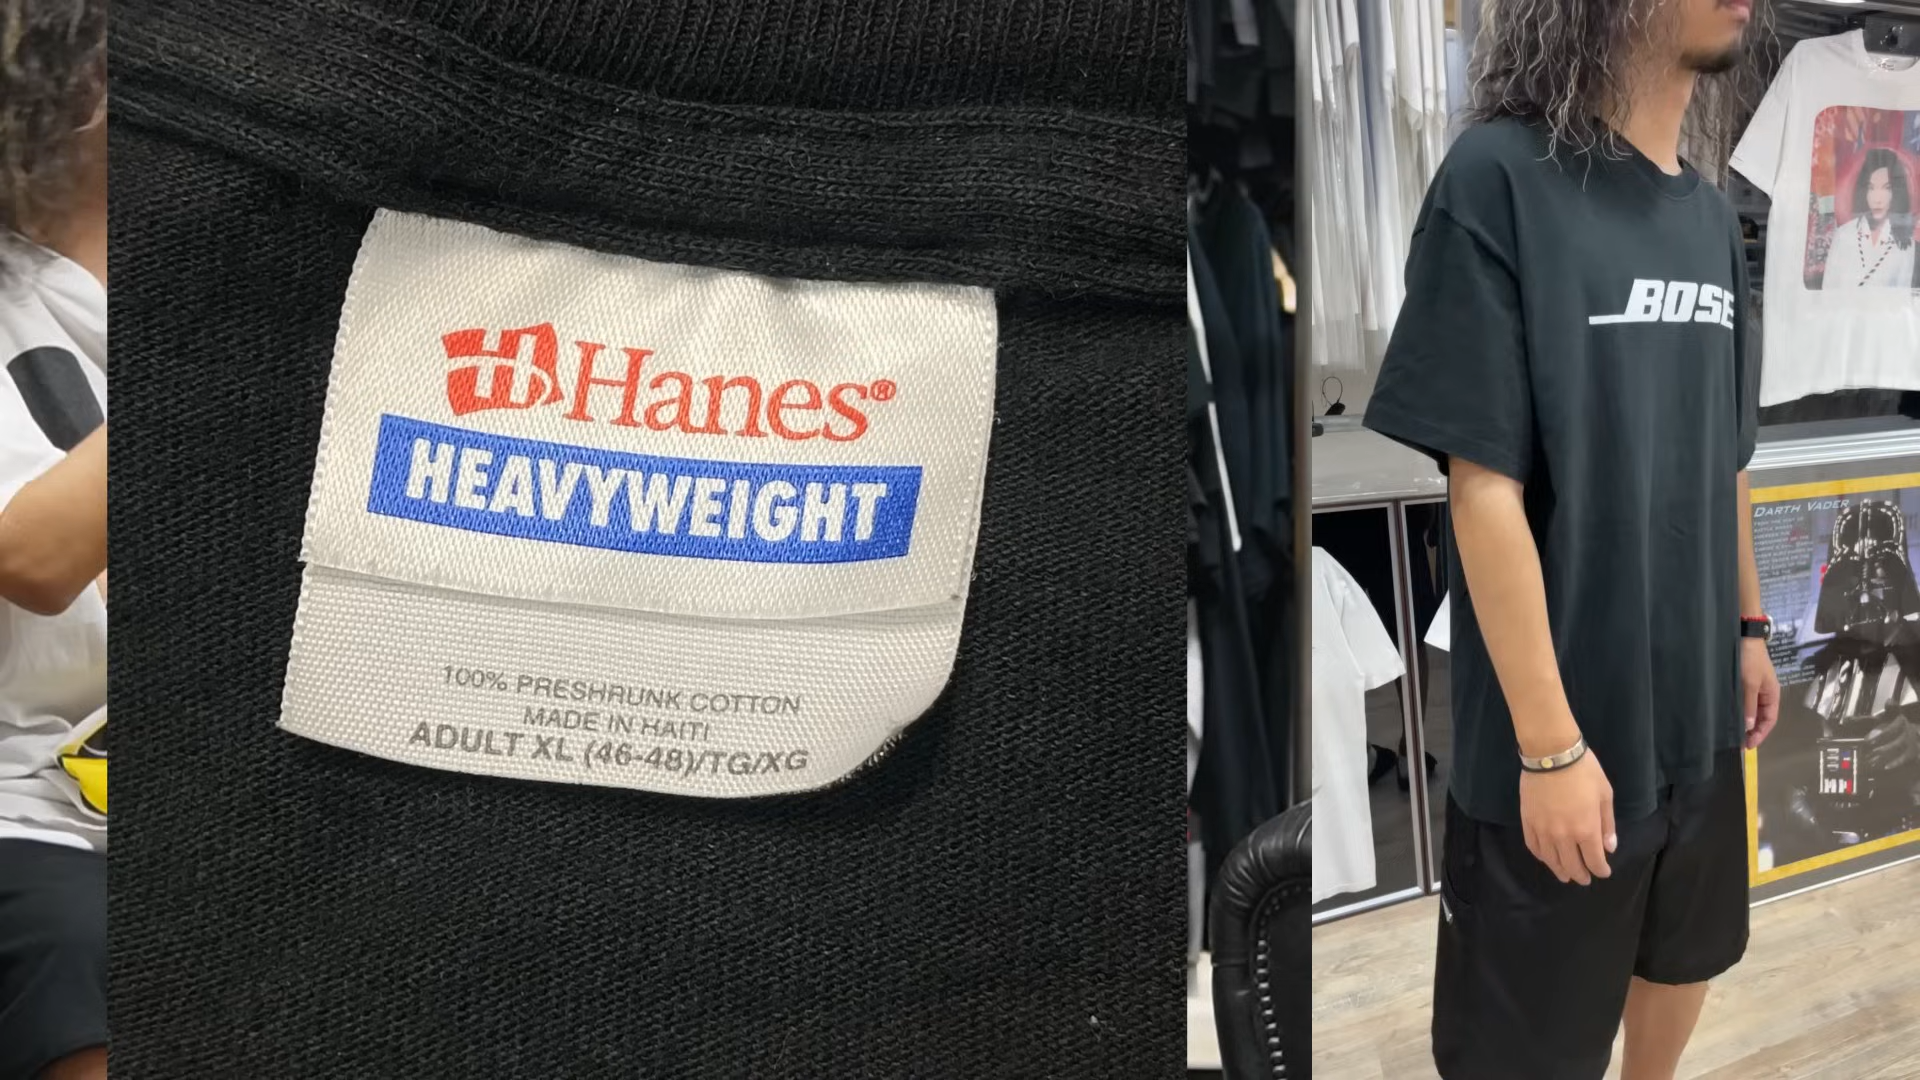 Hanes®
HEAVYWEIGHT
100% PRESHRUNK COTTON
MADE IN HAITI
ADULT XL (46-48)/TG/XG
BOSE
DARTH VADER